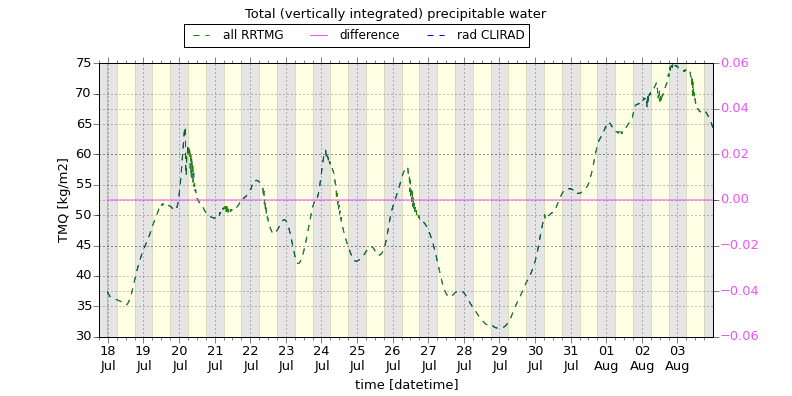 Total (vertically integrated) precipitable water
all RRTMG difference rad CLIRAD
75 0.06
70 0.04
65
60 0.02
55
50 0.00
45 −0.02
40
35 −0.04
30 −0.06
TMQ [kg/m2]
18 19 20 21 22 23 24 25 26 27 28 29 30 31 01 02 03
Jul Jul Jul Jul Jul Jul Jul Jul Jul Jul Jul Jul Jul Jul Aug Aug Aug
time [datetime]